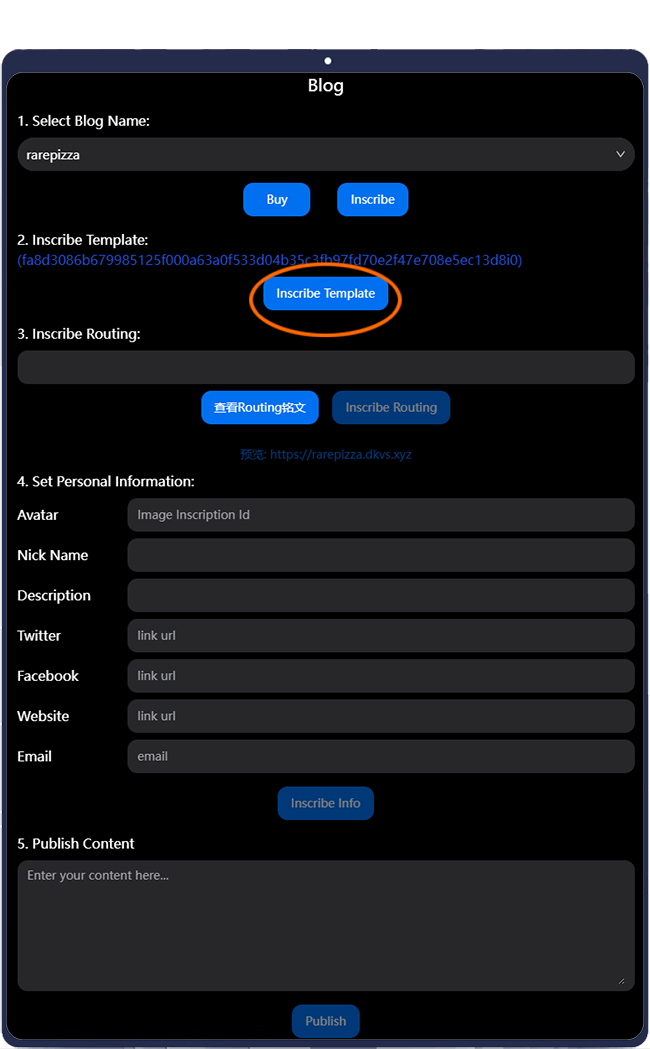 Blog
1. Select Blog Name:
rarepizza
Buy Inscribe
2. Inscribe Template:
(fa8d3086b679985125f000a63a0f533d04b35c3fb97fd70e2f47e708e5ec13d8i0)
Inscribe Template
3. Inscribe Routing:
查看Routing铭文 Inscribe Routing
预览: https://rarepizza.dkvs.xyz
4. Set Personal Information:
Avatar Image Inscription Id
Nick Name
Description
Twitter link url
Facebook link url
Website link url
Email email
Inscribe Info
5. Publish Content
Enter your content here...
Publish